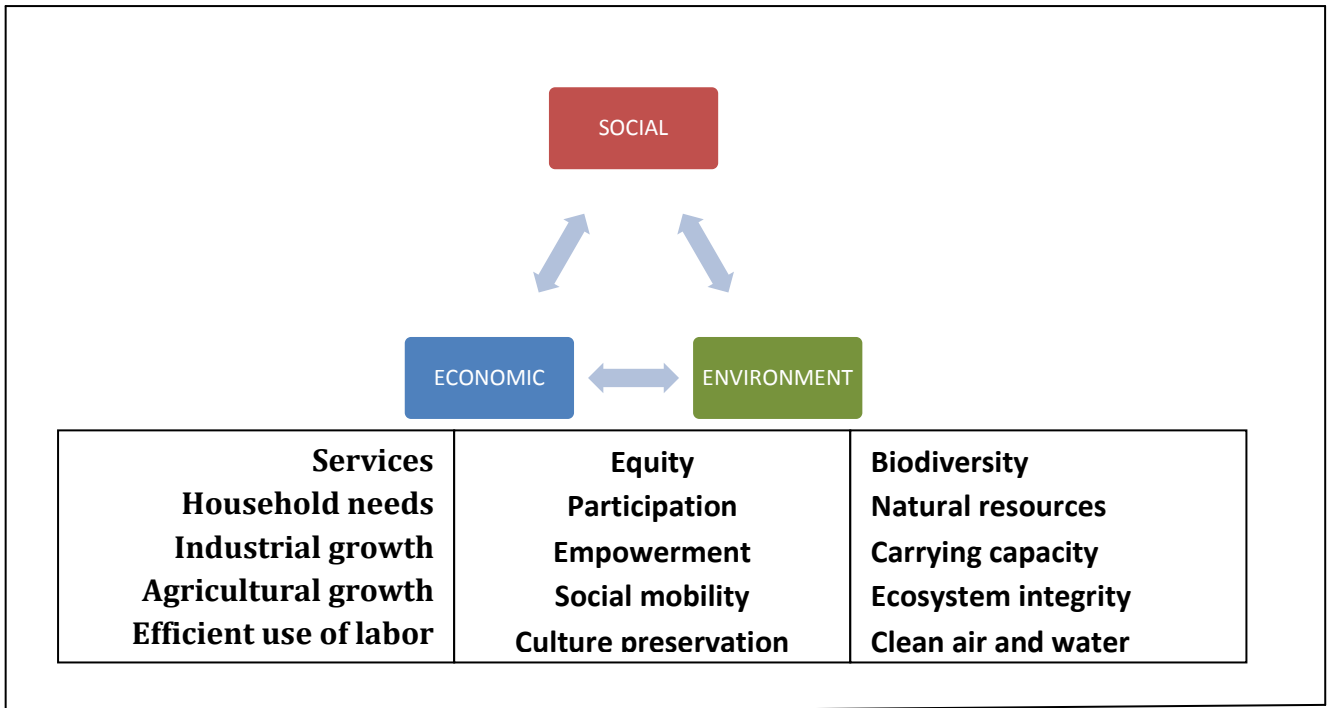 SOCIAL
ECONOMIC
ENVIRONMENT
Services
Household needs
Industrial growth
Agricultural growth
Efficient use of labor
Equity
Participation
Empowerment
Social mobility
Culture preservation
Biodiversity
Natural resources
Carrying capacity
Ecosystem integrity
Clean air and water